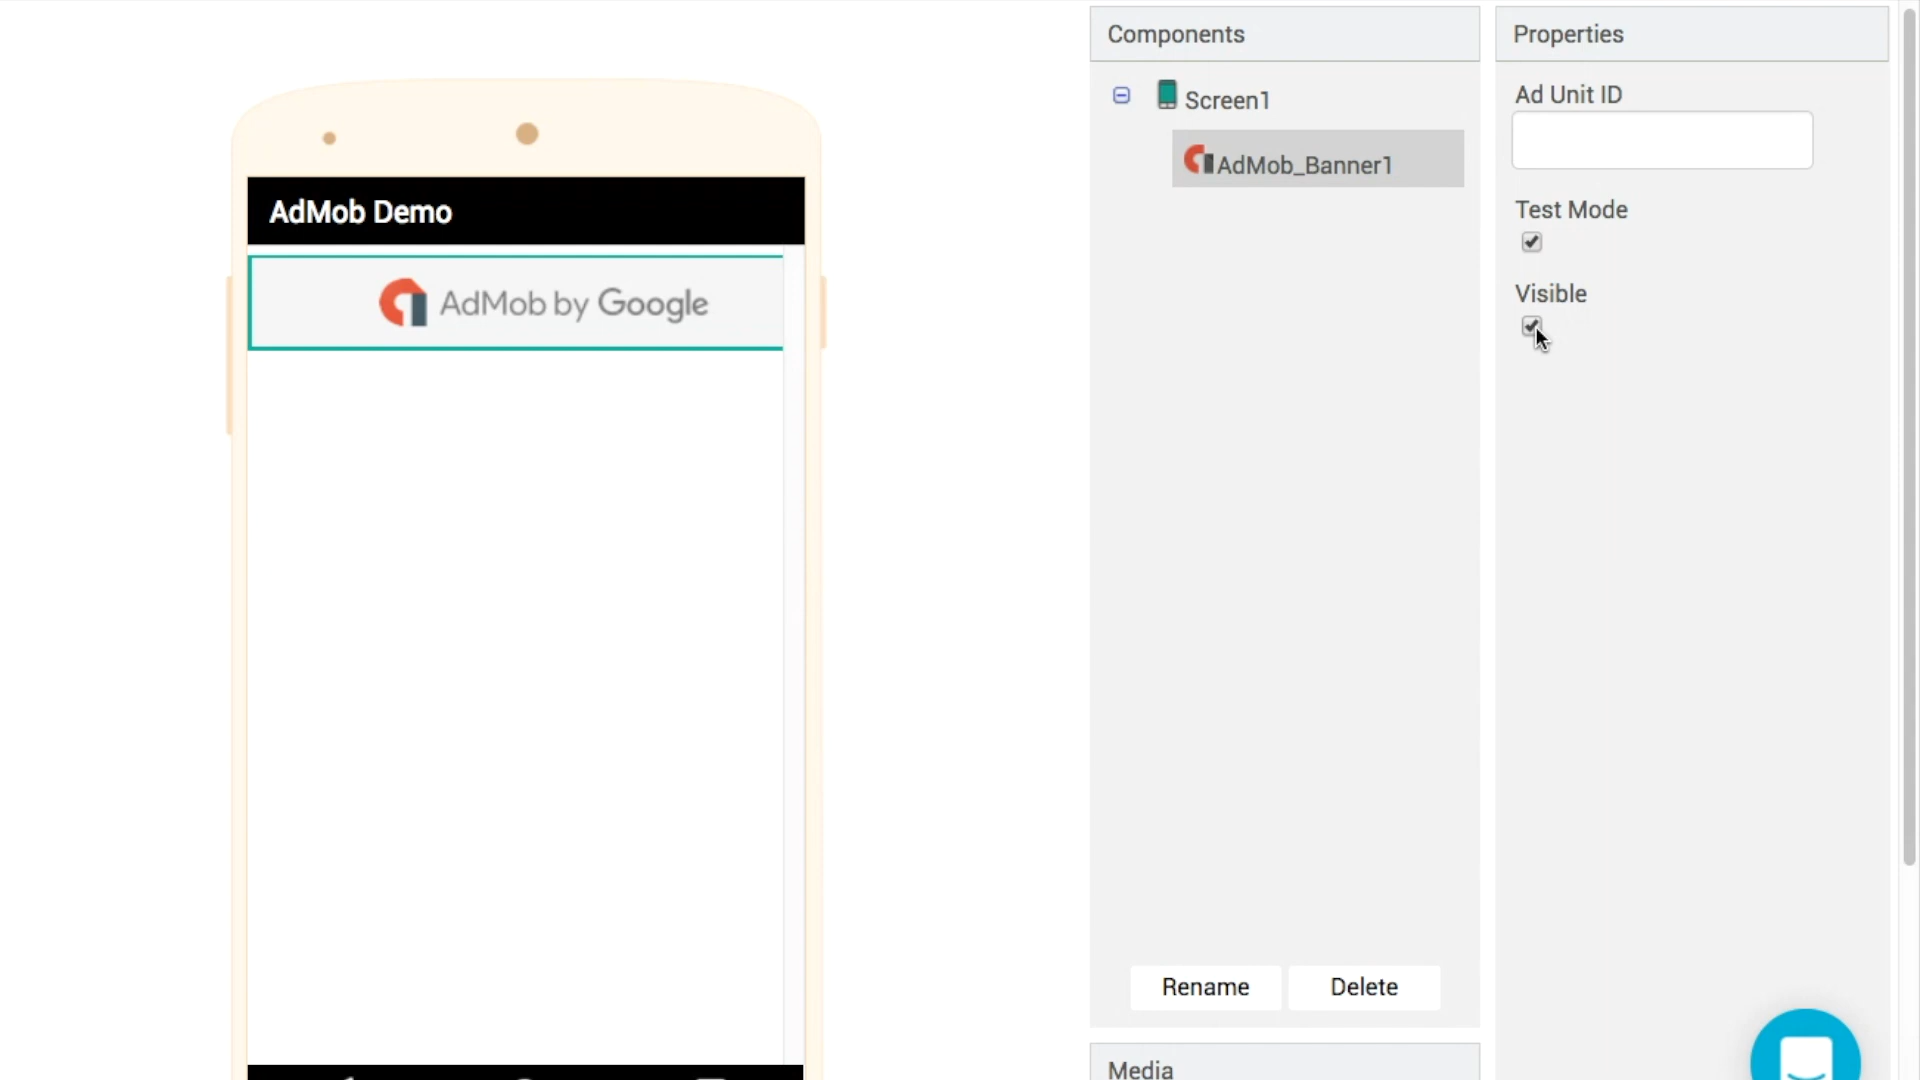 Components
Properties
Screen1
AdMob_Banner1
Ad Unit ID
Test Mode
Visible
AdMob Demo
AdMob by Google
Rename
Delete
Media